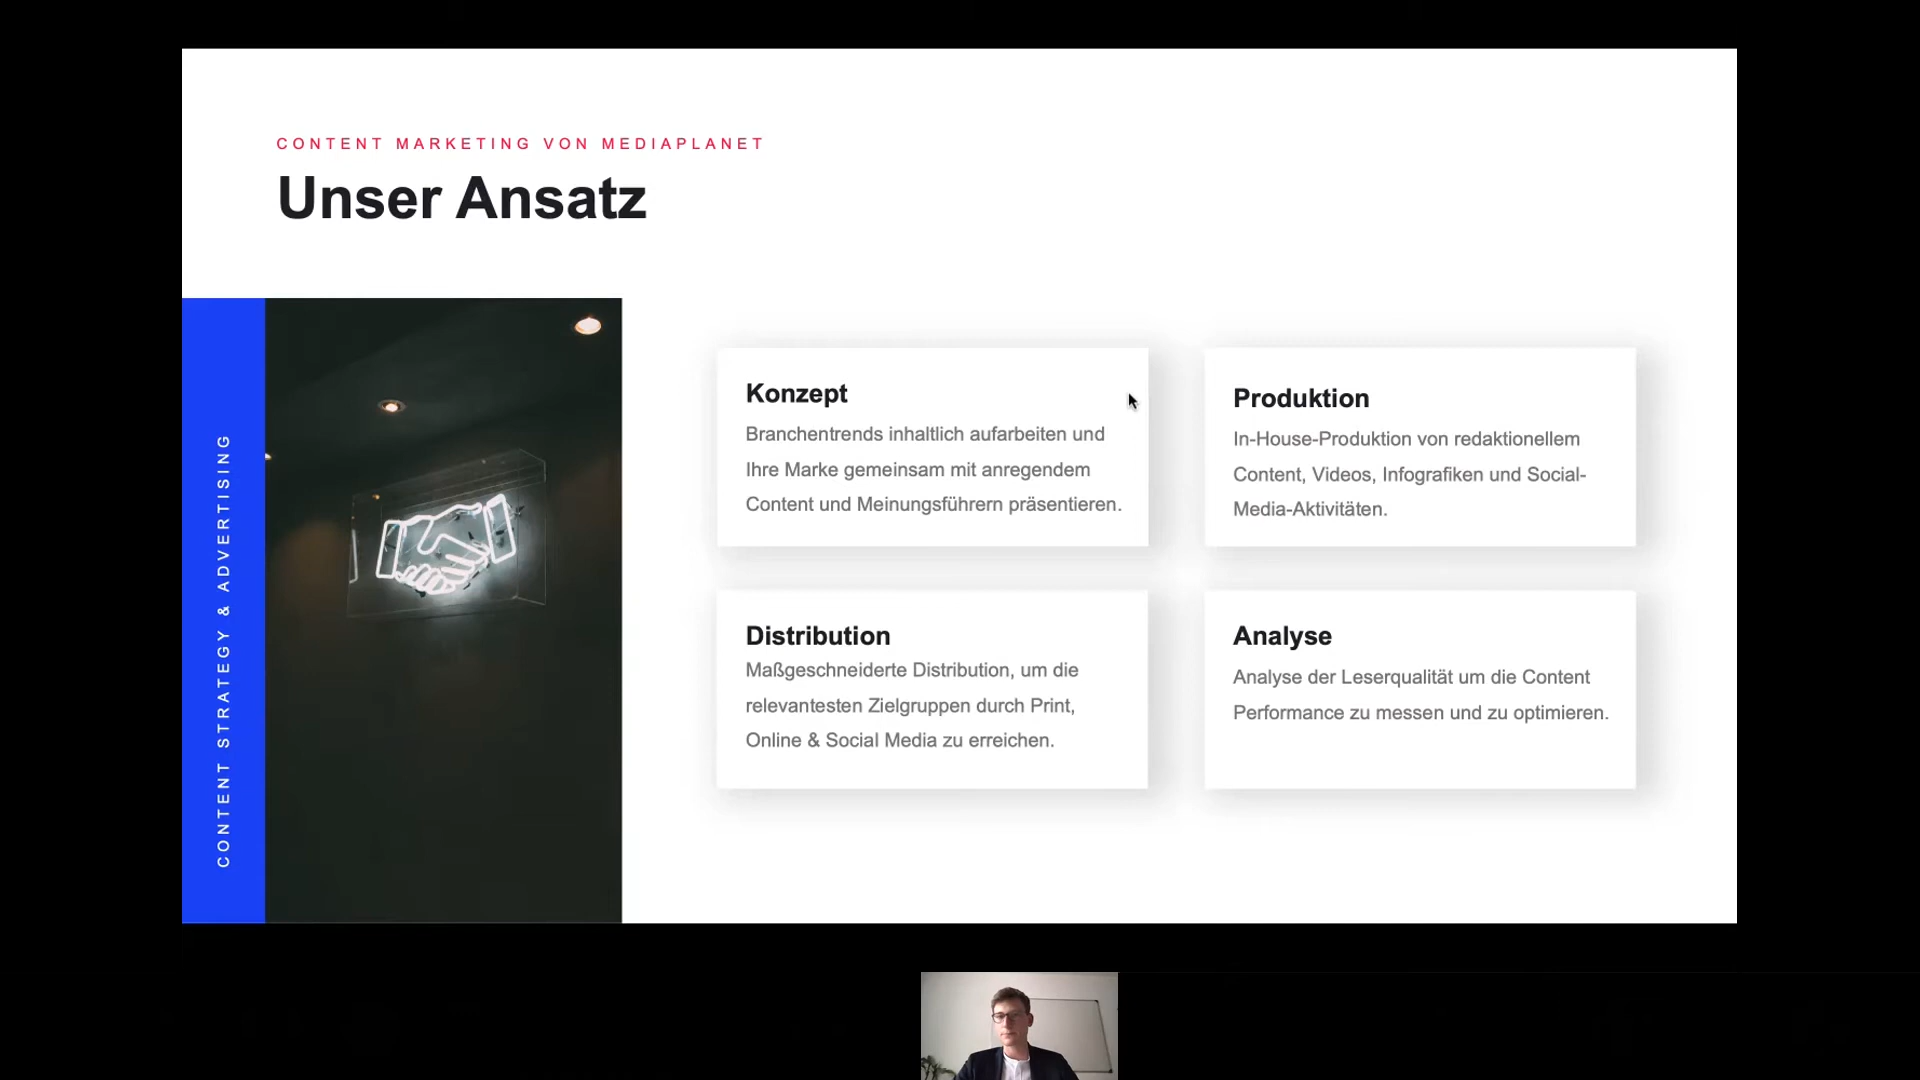 CONTENT MARKETING VON MEDIAPLANET
Unser Ansatz
CONTENT STRATEGY & ADVERTISING
Konzept
Branchentrends inhaltlich aufarbeiten und
Ihre Marke gemeinsam mit anregendem
Content und Meinungsführern präsentieren.
Produktion
In-House-Produktion von redaktionellem
Content, Videos, Infografiken und Social-
Media-Aktivitäten.
Distribution
Maßgeschneiderte Distribution, um die
relevantesten Zielgruppen durch Print,
Online & Social Media zu erreichen.
Analyse
Analyse der Leserqualität um die Content
Performance zu messen und zu optimieren.